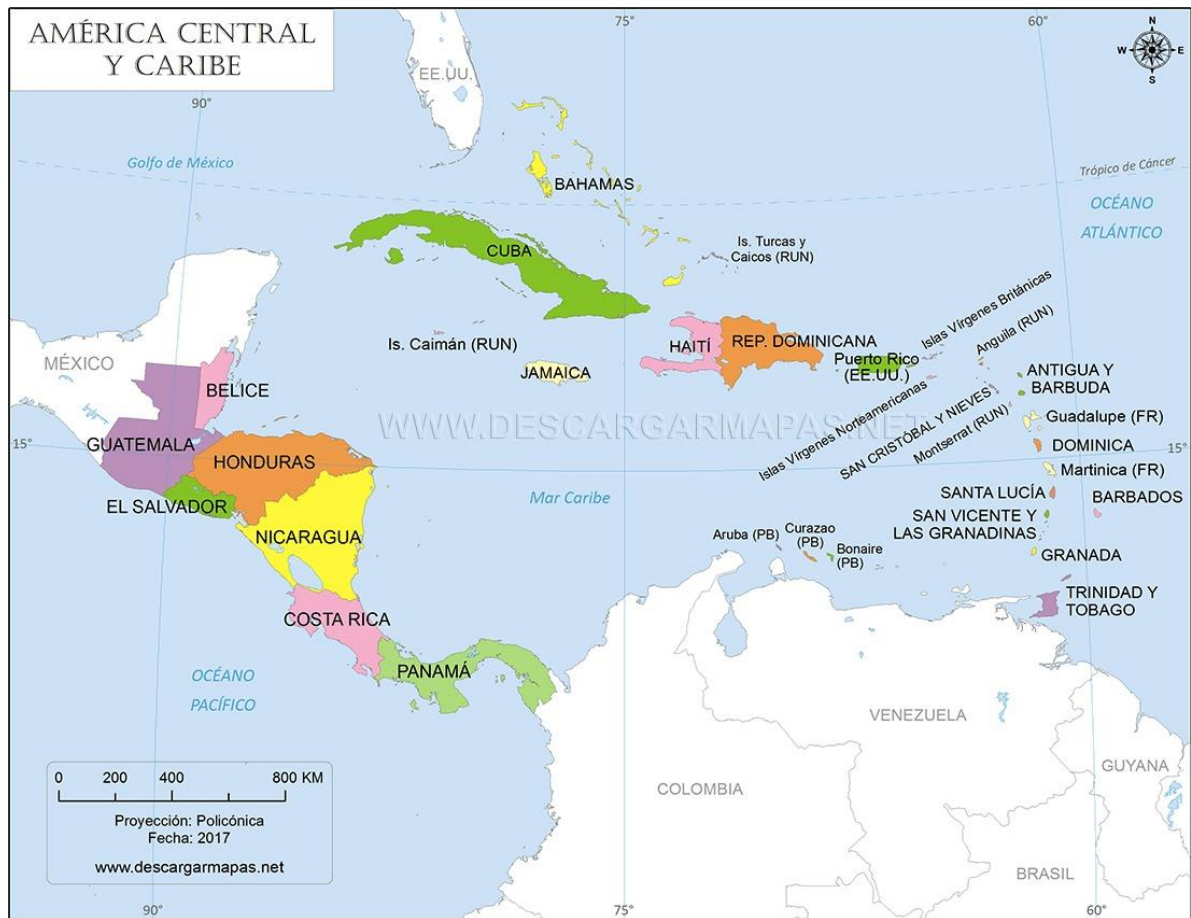 AMÉRICA CENTRAL
Y CARIBE
75°
60°
N
W
E
S
EE.UU.
90°
Golfo de México
Trópico de Cáncer
BAHAMAS
OCÉANO
ATLÁNTICO
CUBA
Is. Turcas y
Caicos (RUN)
Islas Vírgenes Británicas
Anguila (RUN)
Is. Caimán (RUN)
HAITÍ
REP. DOMINICANA
MÉXICO
JAMAICA
Puerto Rico
(EE.UU.)
ANTIGUA Y
BARBUDA
BELICE
Islas Vírgenes Norteamericanas
SAN CRISTÓBAL Y NIEVES
Montserrat (RUN)
Guadalupe (FR)
WWW.DESCARGARMAPAS.NET
15°
GUATEMALA
DOMINICA
15°
HONDURAS
Martinica (FR)
Mar Caribe
SANTA LUCÍA
BARBADOS
EL SALVADOR
SAN VICENTE Y
LAS GRANADINAS
NICARAGUA
Aruba (PB)
Curazao
(PB)
Bonaire
(PB)
GRANADA
TRINIDAD Y
TOBAGO
COSTA RICA
PANAMÁ
OCÉANO
PACÍFICO
VENEZUELA
GUYANA
COLOMBIA
0 200 400 800 KM
Proyección: Policónica
Fecha: 2017
www.descargarmapas.net
BRASIL
90°
75°
60°